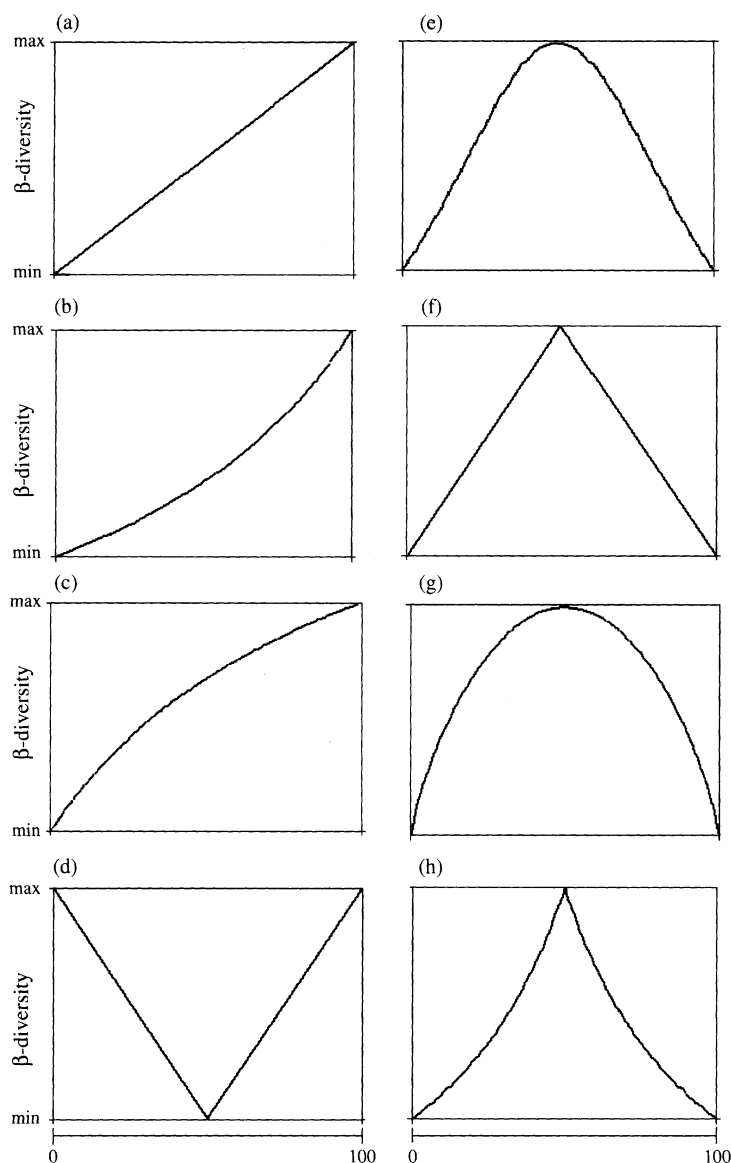 (a)
max
β-diversity
min
(e)
(b)
max
β-diversity
min
(f)
(c)
max
β-diversity
min
(g)
(d)
max
β-diversity
min
0
100
(h)
0
100